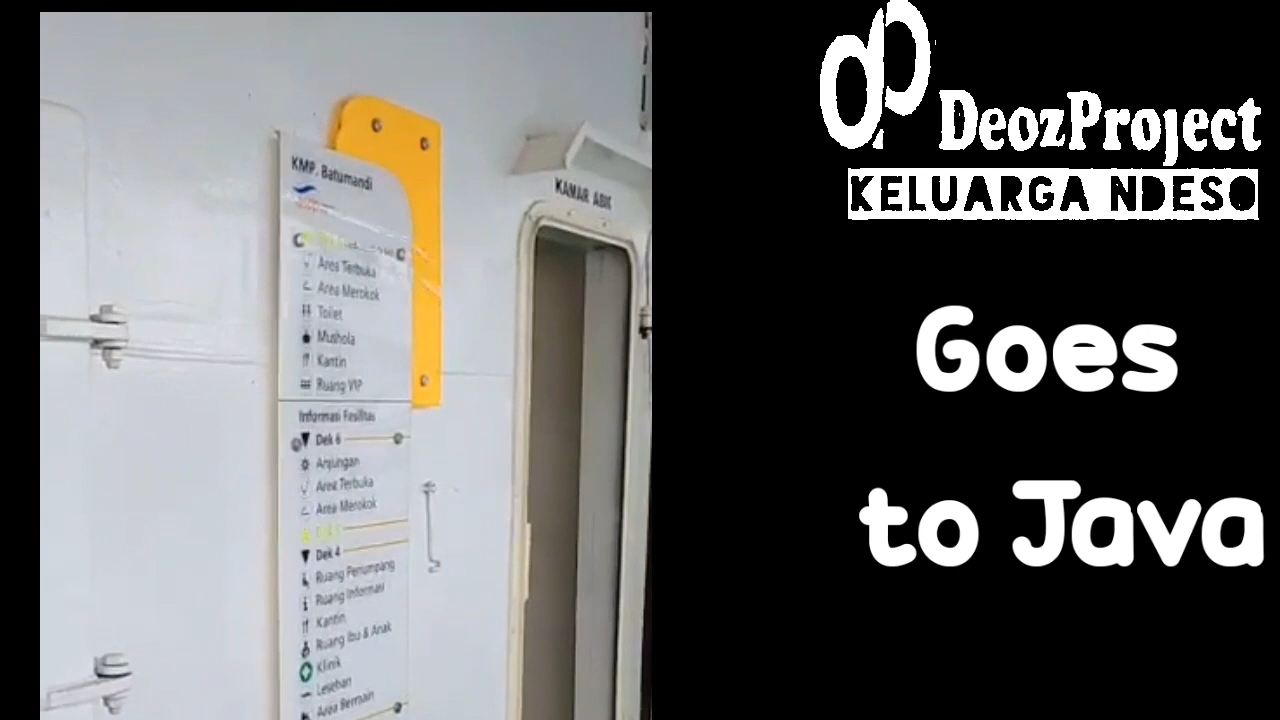 KMP. Batumandi
Area Terbuka
Area Merokok
Toilet
Mushola
Kantin
Ruang VIP
Informasi Fasilitas
Dek 6
Anjungan
Area Terbuka
Area Merokok
Dek 4
Ruang Penumpang
Ruang Informasi
Kantin
Ruang Ibu & Anak
Klinik
Lesehan
Area Bermain
KAMAR ABK
DeozProject
KELUARGA NDESO
Goes
to Java